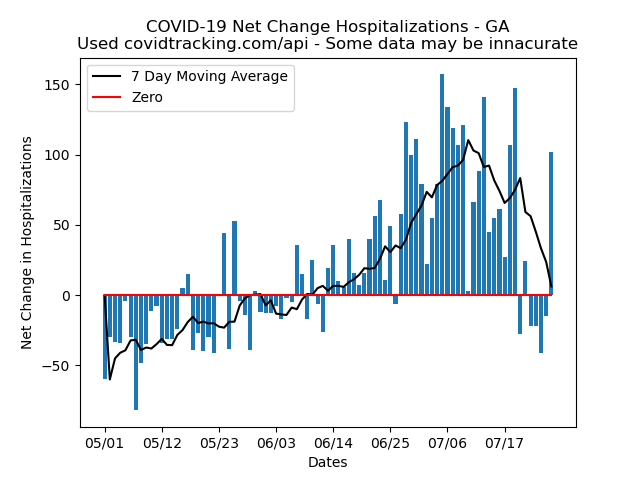 COVID-19 Net Change Hospitalizations - GA
Used covidtracking.com/api - Some data may be innacurate
7 Day Moving Average
Zero
Net Change in Hospitalizations
150
100
50
0
−50
05/01
05/12
05/23
06/03
06/14
06/25
07/06
07/17
Dates